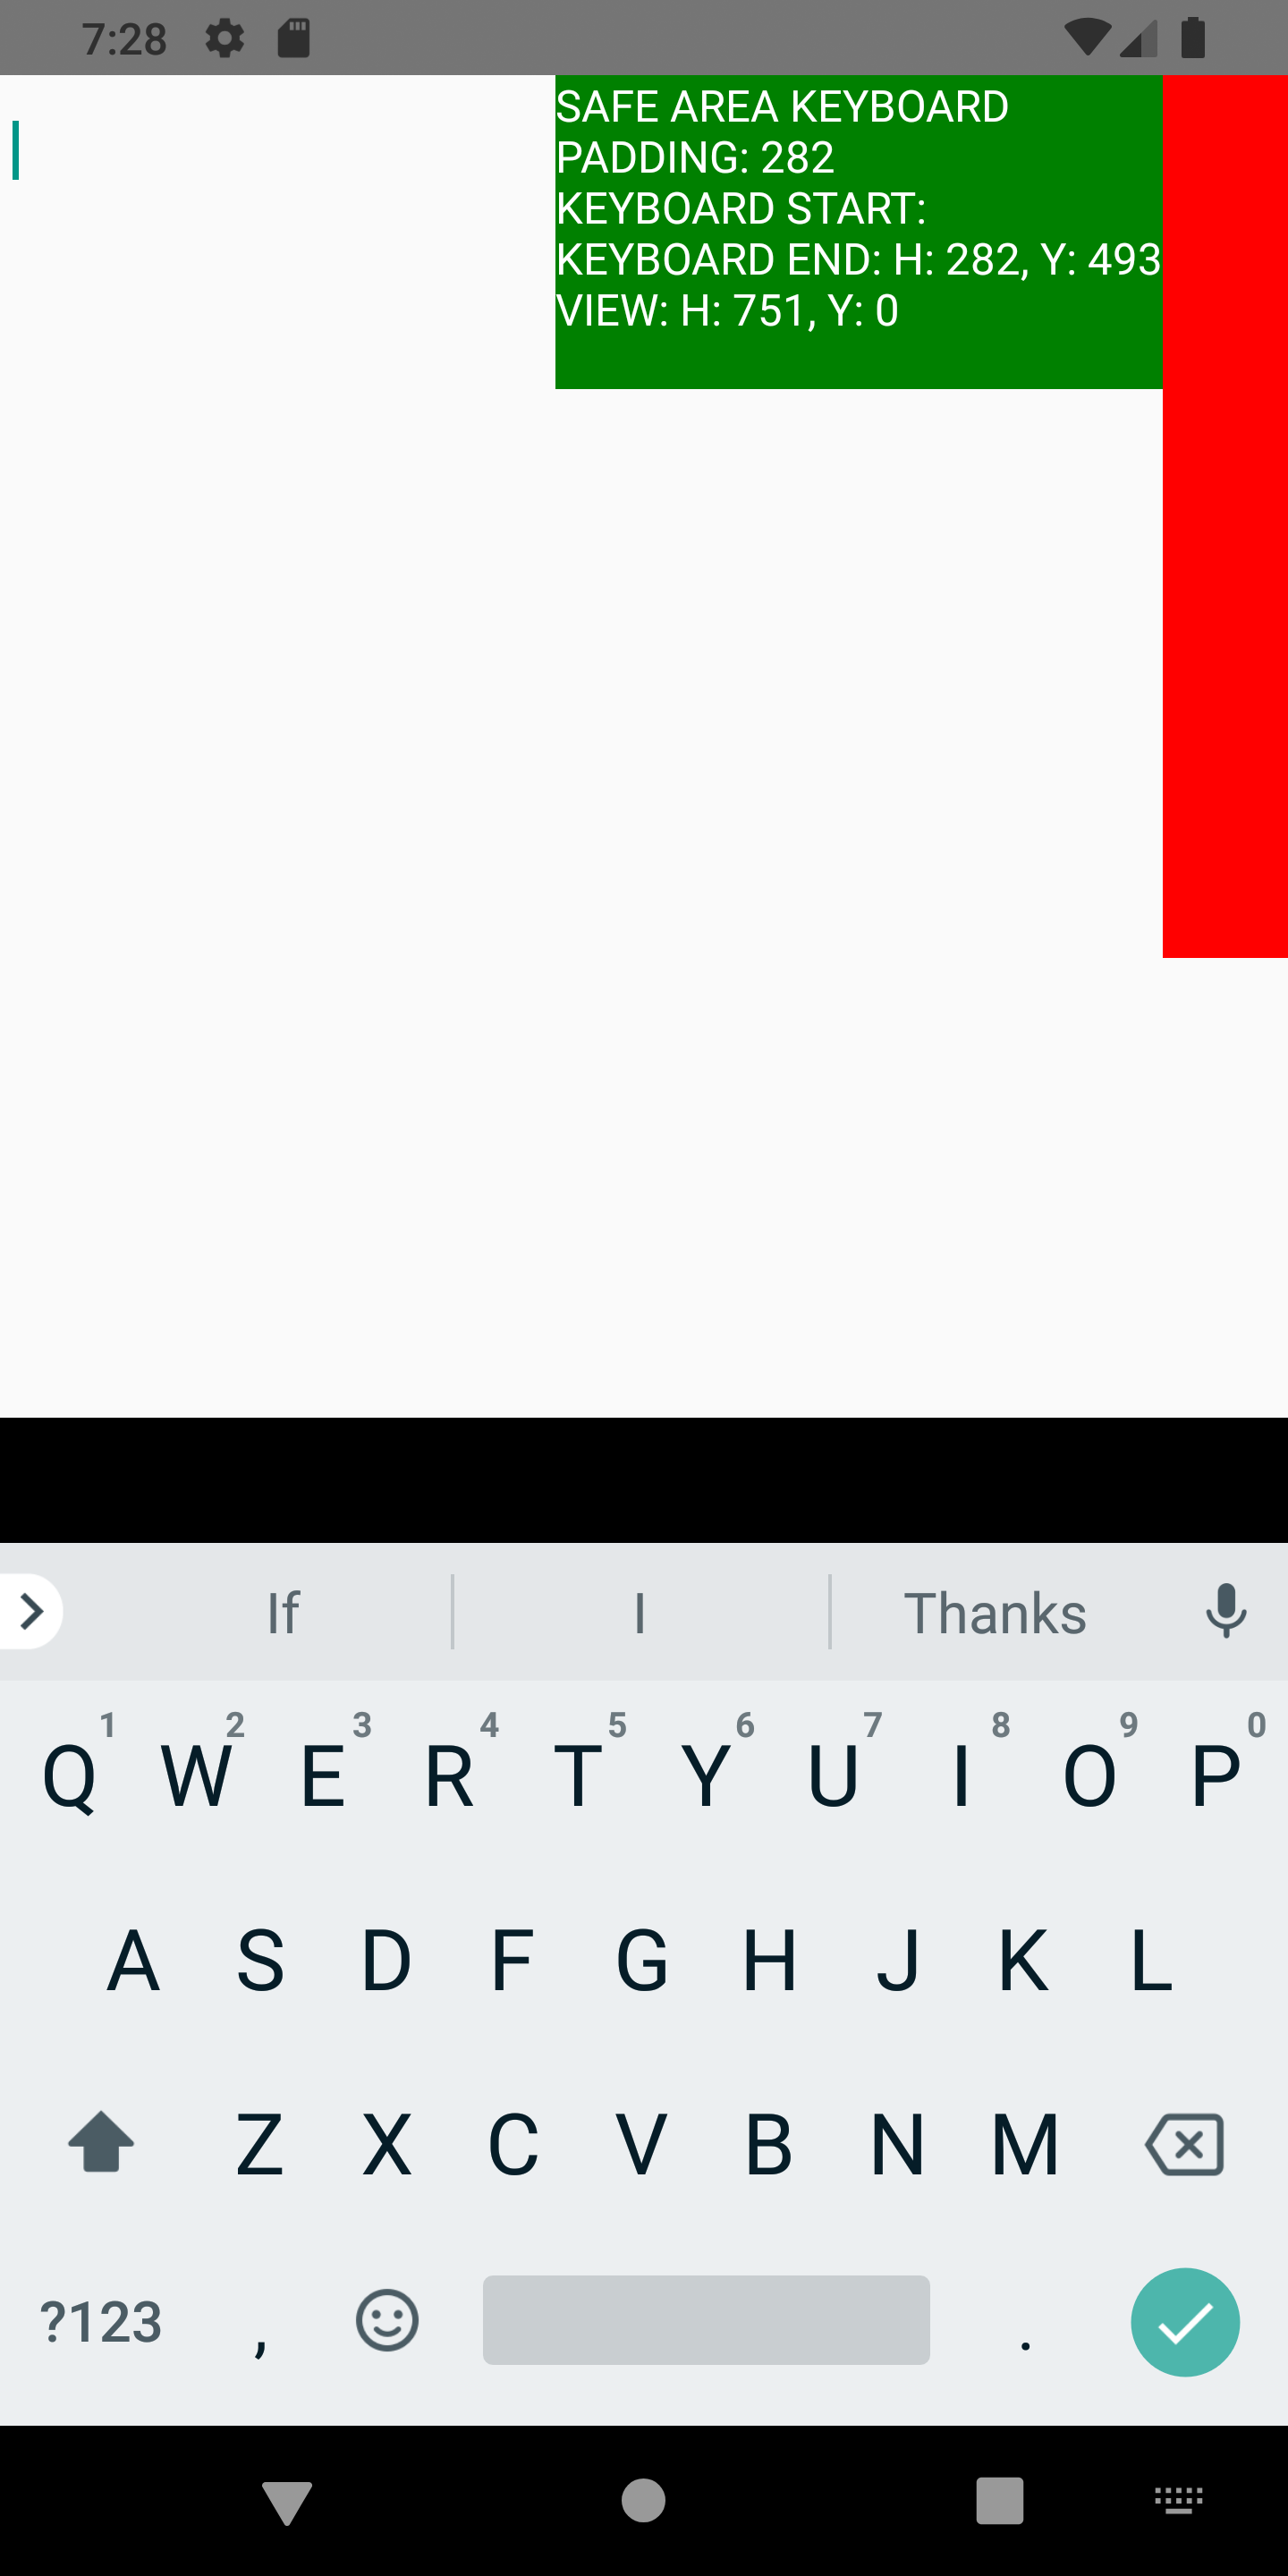 7:28
SAFE AREA KEYBOARD
PADDING: 282
KEYBOARD START:
KEYBOARD END: H: 282, Y: 493
VIEW: H: 751, Y: 0
If I Thanks
1 2 3 4 5 6 7 8 9 0
Q W E R T Y U I O P
A S D F G H J K L
Z X C V B N M
?123 , .